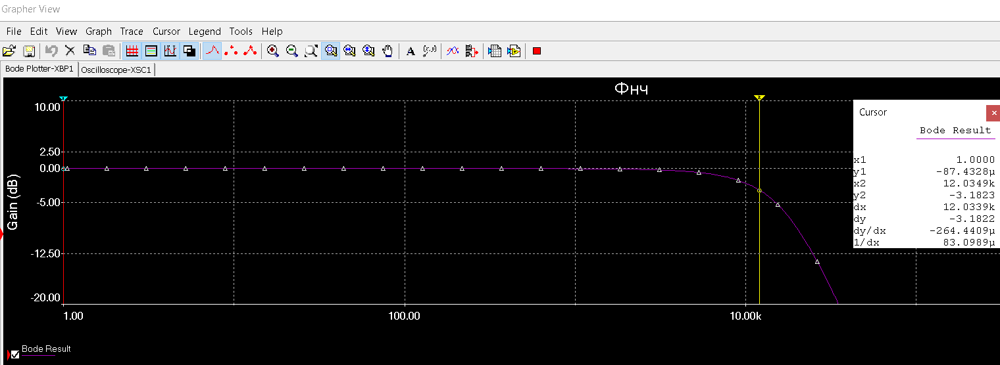 Grapher View
File Edit View Graph Trace Cursor Legend Tools Help
A (x,y)
Bode Plotter-XBP1 Oscilloscope-XSC1
Фнч
1 2
Gain (dB)
10.00
2.50
0.00
-5.00
-12.50
-20.00
1.00 100.00 10.00k
Cursor ×
Bode Result
x1 1.0000
y1 -87.4328µ
x2 12.0349k
y2 -3.1823
dx 12.0339k
dy -3.1822
dy/dx -264.4409µ
1/dx 83.0989µ
Bode Result